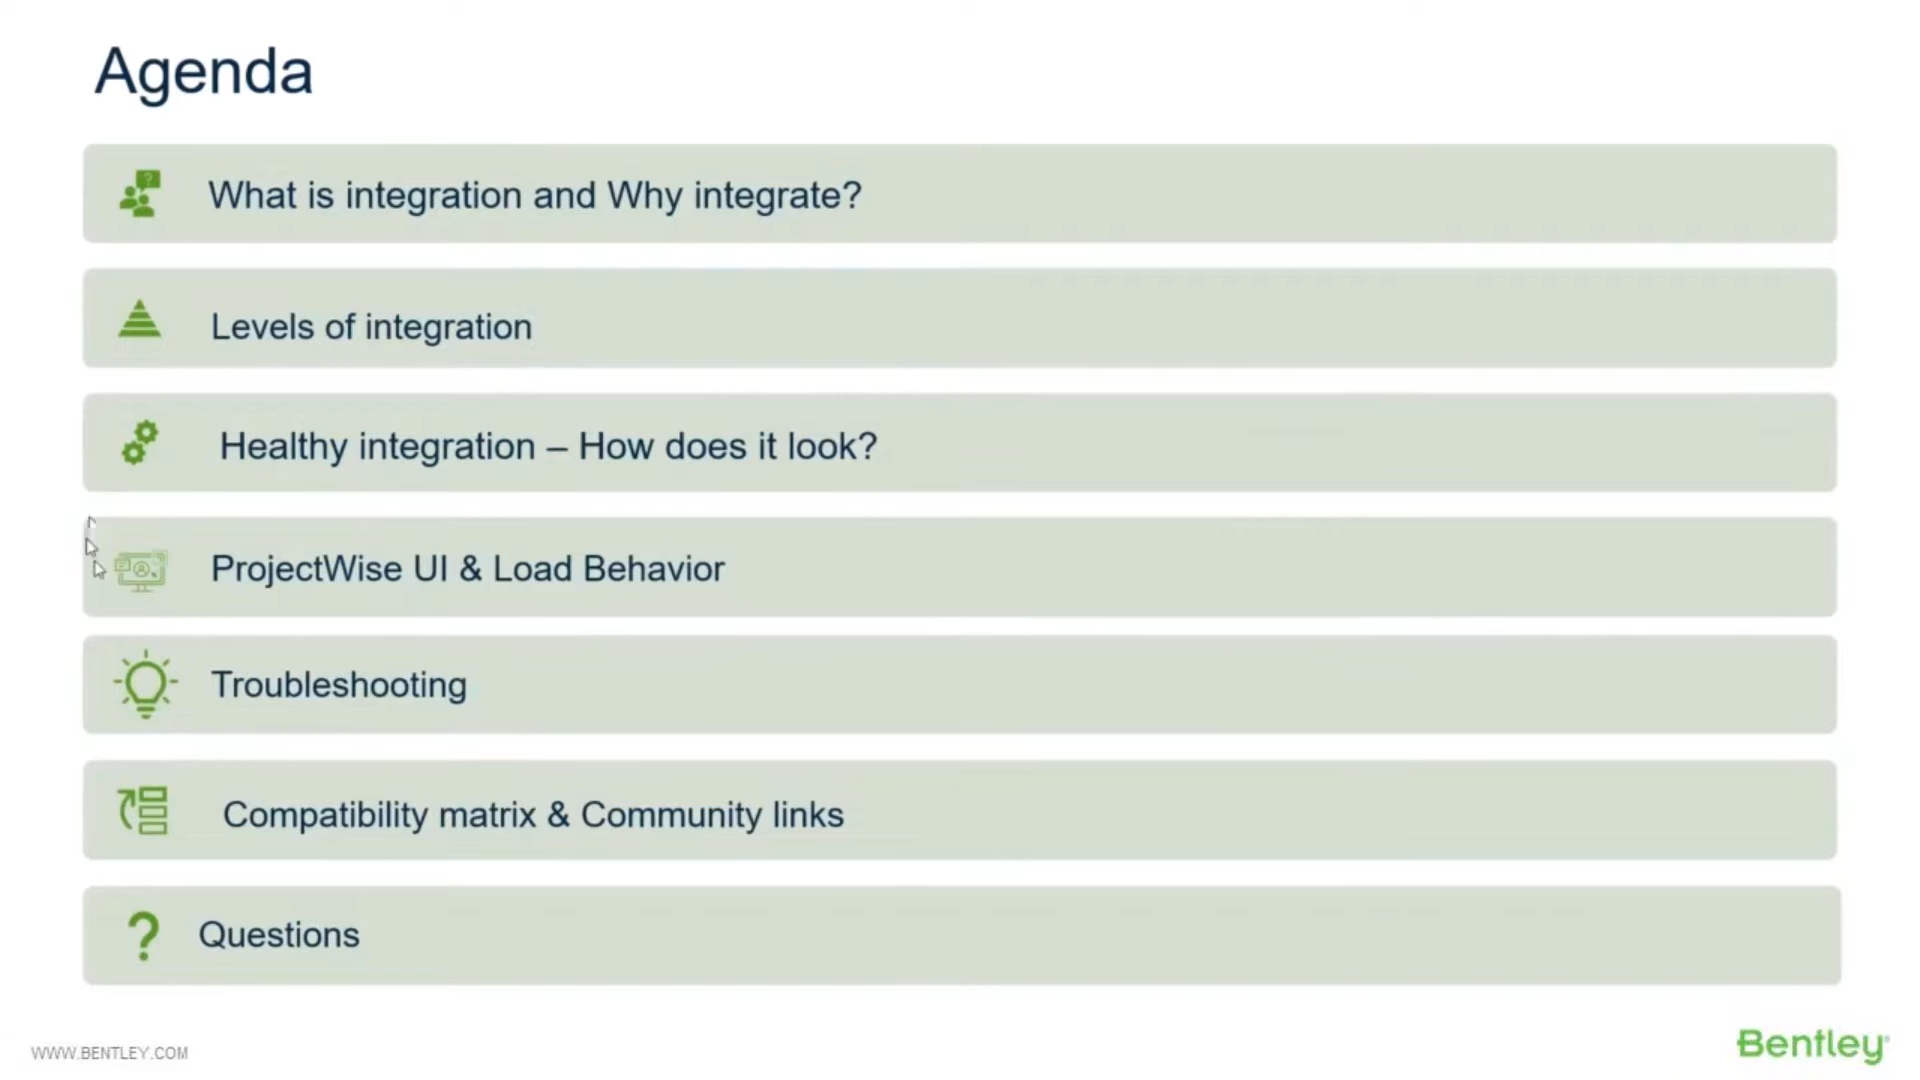 Agenda
What is integration and Why integrate?
Levels of integration
Healthy integration – How does it look?
ProjectWise UI & Load Behavior
Troubleshooting
Compatibility matrix & Community links
Questions
WWW.BENTLEY.COM
Bentley